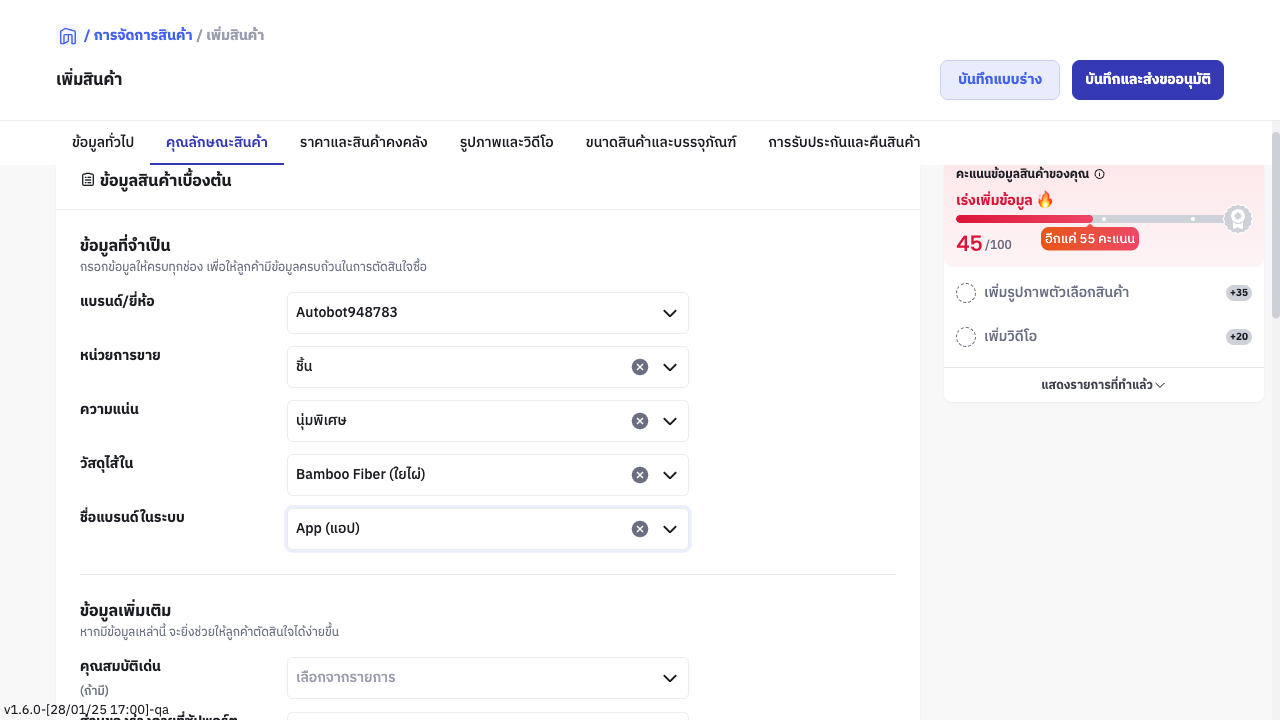 / การจัดการสินค้า / เพิ่มสินค้า
เพิ่มสินค้า
บันทึกแบบร่าง
บันทึกและส่งขออนุมัติ
ข้อมูลทั่วไป
คุณลักษณะสินค้า
ราคาและสินค้าคงคลัง
รูปภาพและวิดีโอ
ขนาดสินค้าและบรรจุภัณฑ์
การรับประกันและคืนสินค้า
ข้อมูลสินค้าเบื้องต้น
ข้อมูลที่จำเป็น
กรอกข้อมูลให้ครบทุกช่อง เพื่อให้ลูกค้ามีข้อมูลครบถ้วนในการตัดสินใจซื้อ
แบรนด์/ยี่ห้อ
Autobot948783
หน่วยการขาย
ชิ้น
ความแน่น
นุ่มพิเศษ
วัสดุไส้ใน
Bamboo Fiber (ใยไผ่)
ชื่อแบรนด์ในระบบ
App (แอป)
ข้อมูลเพิ่มเติม
หากมีข้อมูลเหล่านี้ จะยิ่งช่วยให้ลูกค้าตัดสินใจได้ง่ายขึ้น
คุณสมบัติเด่น
(ถ้ามี)
เลือกจากรายการ
v1.6.0-[28/01/25 17:00]-qa
คะแนนข้อมูลสินค้าของคุณ
เร่งเพิ่มข้อมูล 🔥
45/100
อีกแค่ 55 คะแนน
เพิ่มรูปภาพตัวเลือกสินค้า
+35
เพิ่มวิดีโอ
+20
แสดงรายการที่ทำแล้ว